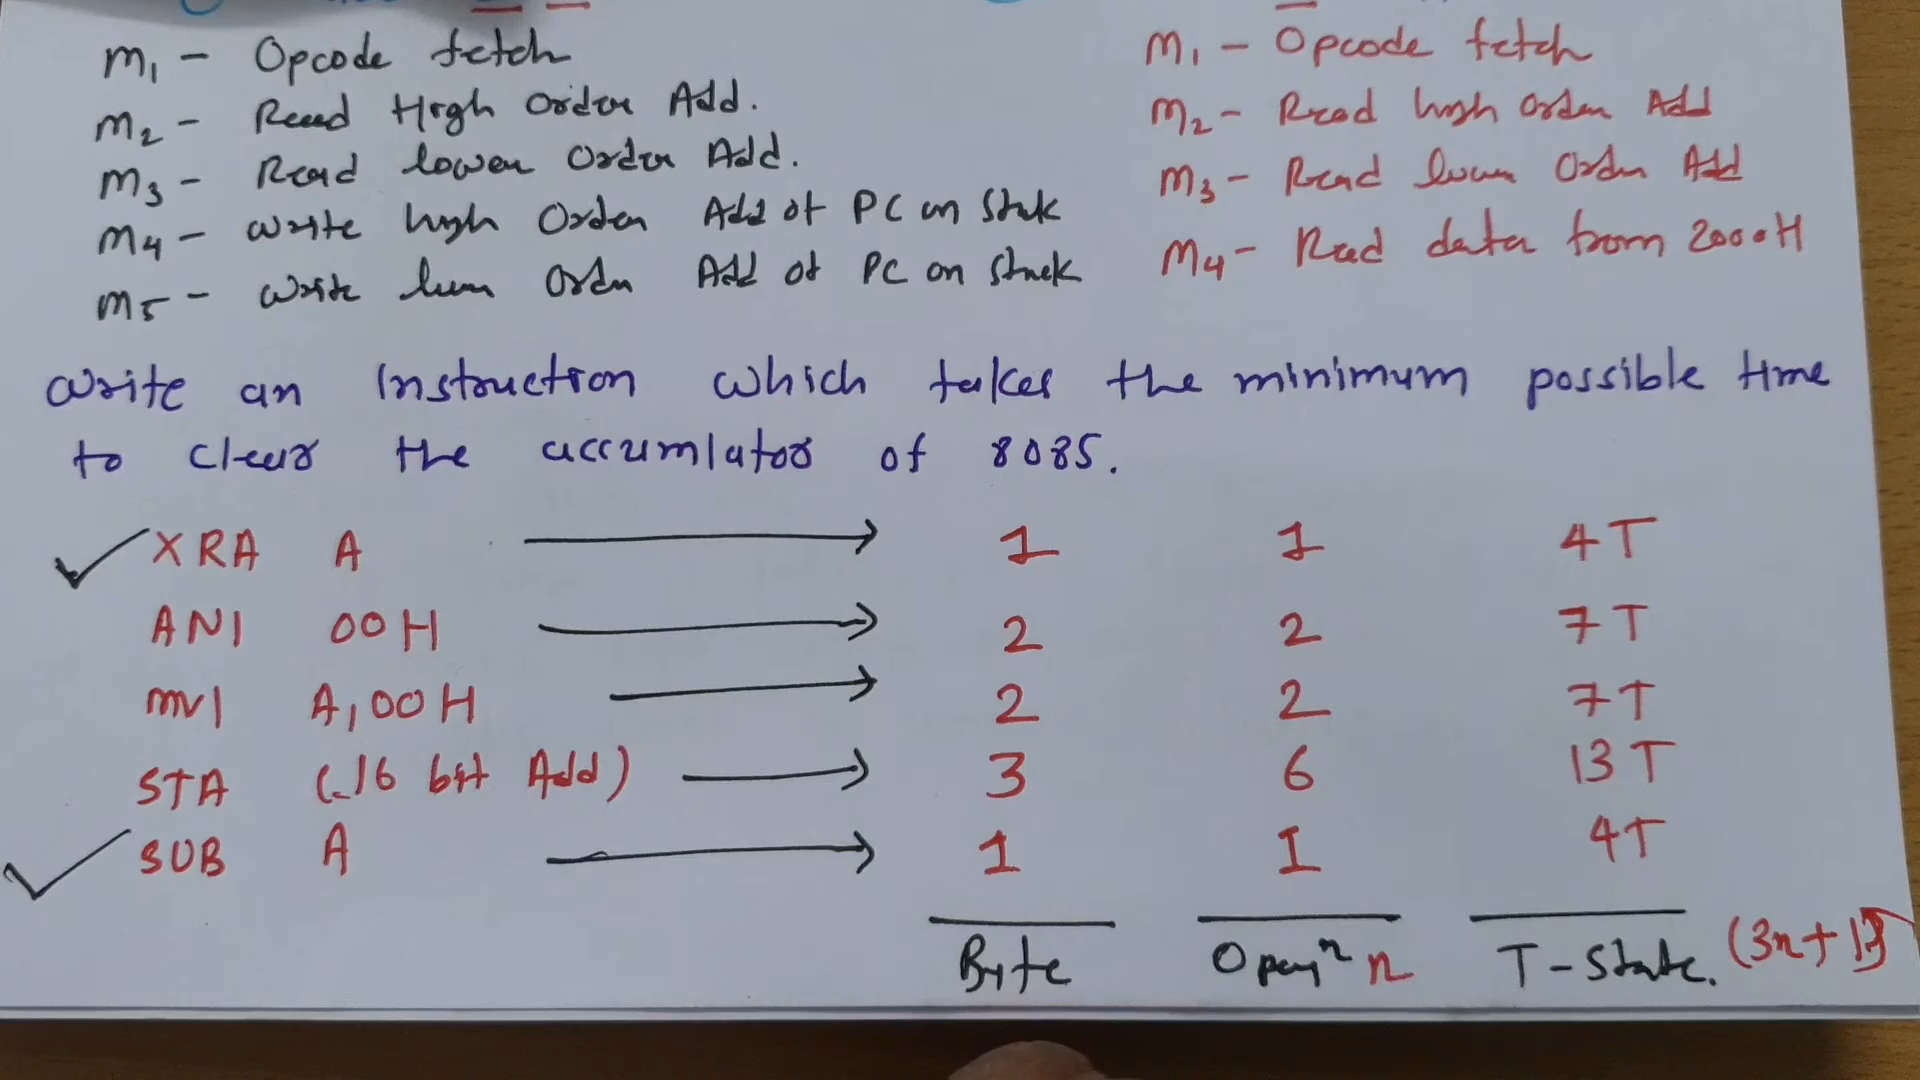 M1 - Opcode fetch
M2 - Read High Order Add.
M3 - Read lower Order Add.
M4 - write high Order Add of PC on Stak
M5 - write lower Order Add of PC on Stack
M1 - Opcode fetch
M2 - Read high Order Add
M3 - Read lower Order Add
M4 - Read data from 2000H
Write an Instruction which takes the minimum possible time
to clear the accumlator of 8085.
XRA A → 1 1 4T
ANI 00H → 2 2 7T
MVI A,00H → 2 2 7T
STA (16 bit Add) → 3 6 13T
SUB A → 1 1 4T
Byte n T-State. (3n+1)